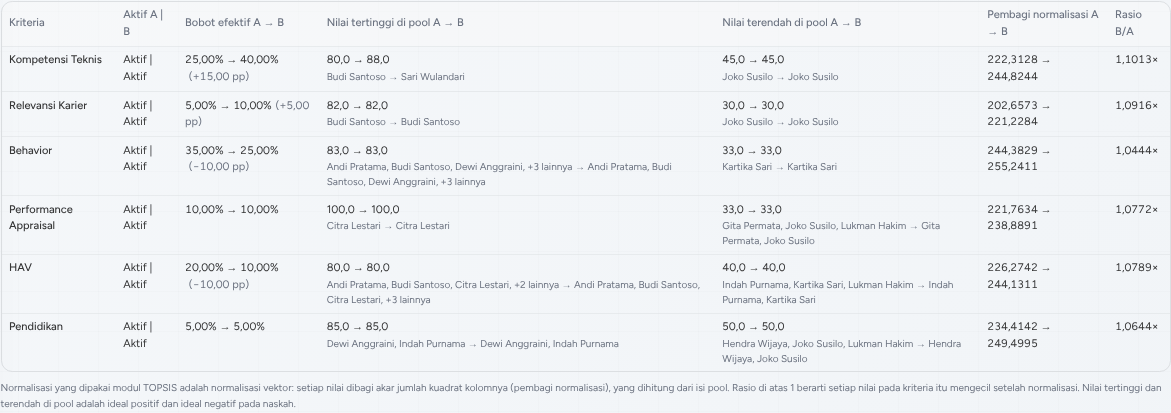 Kriteria
Aktif A |
B
Bobot efektif A → B
Nilai tertinggi di pool A → B
Nilai terendah di pool A → B
Pembagi normalisasi A
→ B
Rasio
B/A
Kompetensi Teknis
Aktif |
Aktif
25,00% → 40,00%
(+15,00 pp)
80,0 → 88,0
Budi Santoso → Sari Wulandari
45,0 → 45,0
Joko Susilo → Joko Susilo
222,3128 →
244,8244
1,1013×
Relevansi Karier
Aktif |
Aktif
5,00% → 10,00% (+5,00
pp)
82,0 → 82,0
Budi Santoso → Budi Santoso
30,0 → 30,0
Joko Susilo → Joko Susilo
202,6573 →
221,2284
1,0916×
Behavior
Aktif |
Aktif
35,00% → 25,00%
(−10,00 pp)
83,0 → 83,0
Andi Pratama, Budi Santoso, Dewi Anggraini, +3 lainnya → Andi Pratama, Budi
Santoso, Dewi Anggraini, +3 lainnya
33,0 → 33,0
Kartika Sari → Kartika Sari
244,3829 →
255,2411
1,0444×
Performance
Appraisal
Aktif |
Aktif
10,00% → 10,00%
100,0 → 100,0
Citra Lestari → Citra Lestari
33,0 → 33,0
Gita Permata, Joko Susilo, Lukman Hakim → Gita
Permata, Joko Susilo
221,7634 →
238,8891
1,0772×
HAV
Aktif |
Aktif
20,00% → 10,00%
(−10,00 pp)
80,0 → 80,0
Andi Pratama, Budi Santoso, Citra Lestari, +2 lainnya → Andi Pratama, Budi Santoso,
Citra Lestari, +3 lainnya
40,0 → 40,0
Indah Purnama, Kartika Sari, Lukman Hakim → Indah
Purnama, Kartika Sari
226,2742 →
244,1311
1,0789×
Pendidikan
Aktif |
Aktif
5,00% → 5,00%
85,0 → 85,0
Dewi Anggraini, Indah Purnama → Dewi Anggraini, Indah Purnama
50,0 → 50,0
Hendra Wijaya, Joko Susilo, Lukman Hakim → Hendra
Wijaya, Joko Susilo
234,4142 →
249,4995
1,0644×
Normalisasi yang dipakai modul TOPSIS adalah normalisasi vektor: setiap nilai dibagi akar jumlah kuadrat kolomnya (pembagi normalisasi), yang dihitung dari isi pool. Rasio di atas 1 berarti setiap nilai pada kriteria itu mengecil setelah normalisasi. Nilai tertinggi dan
terendah di pool adalah ideal positif dan ideal negatif pada naskah.